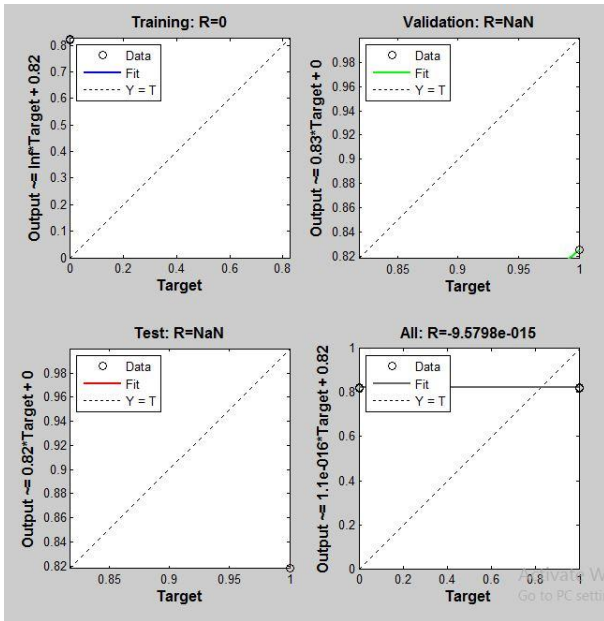 Training: R=0
Data
Fit
Y = T
Output ~= Inf*Target + 0.82
0.8
0.7
0.6
0.5
0.4
0.3
0.2
0.1
0
0 0.2 0.4 0.6 0.8
Target
Validation: R=NaN
Data
Fit
Y = T
Output ~= 0.83*Target + 0
0.98
0.96
0.94
0.92
0.9
0.88
0.86
0.84
0.82
0.85 0.9 0.95 1
Target
Test: R=NaN
Data
Fit
Y = T
Output ~= 0.82*Target + 0
0.98
0.96
0.94
0.92
0.9
0.88
0.86
0.84
0.82
0.85 0.9 0.95 1
Target
All: R=-9.5798e-015
Data
Fit
Y = T
Output ~= 1.1e-016*Target + 0.82
1
0.8
0.6
0.4
0.2
0
0 0.2 0.4 0.6 0.8 1
Target
Activate W
Go to PC settin